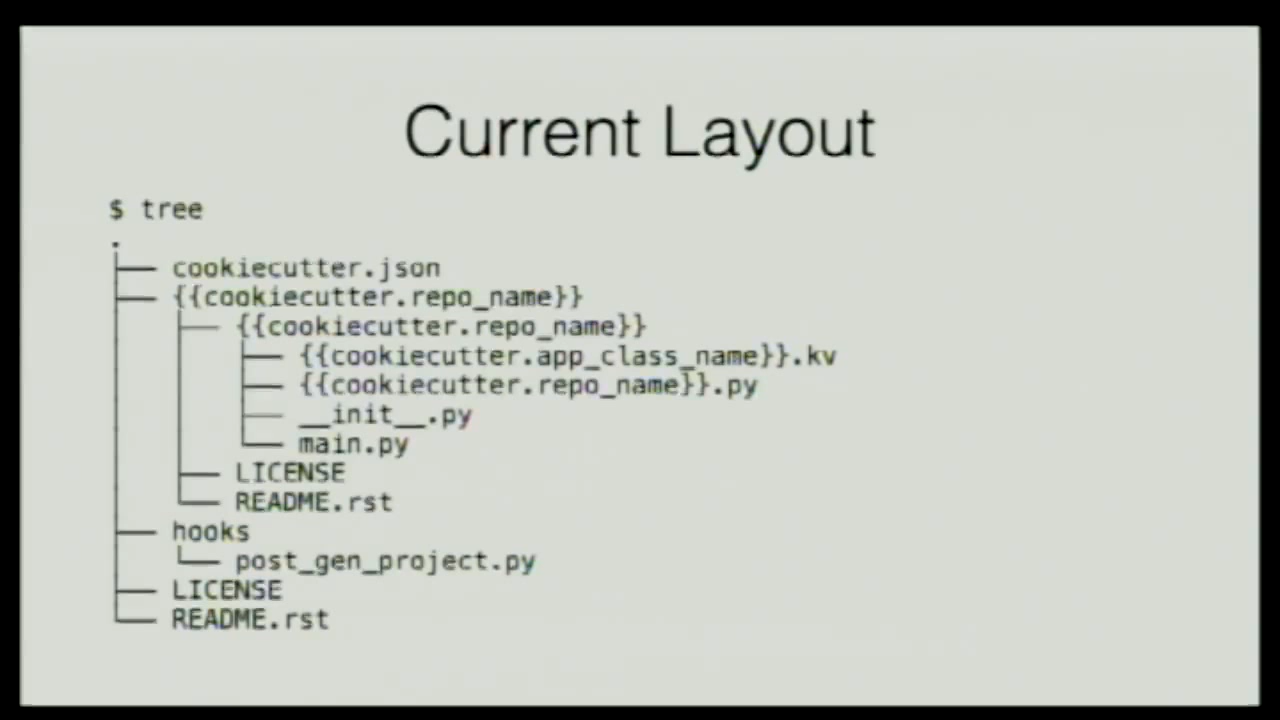 Current Layout
$ tree
.
├── cookiecutter.json
├── {{cookiecutter.repo_name}}
│   ├── {{cookiecutter.repo_name}}
│   │   ├── {{cookiecutter.app_class_name}}.kv
│   │   ├── {{cookiecutter.repo_name}}.py
│   │   ├── __init__.py
│   │   └── main.py
│   ├── LICENSE
│   └── README.rst
├── hooks
│   └── post_gen_project.py
├── LICENSE
└── README.rst